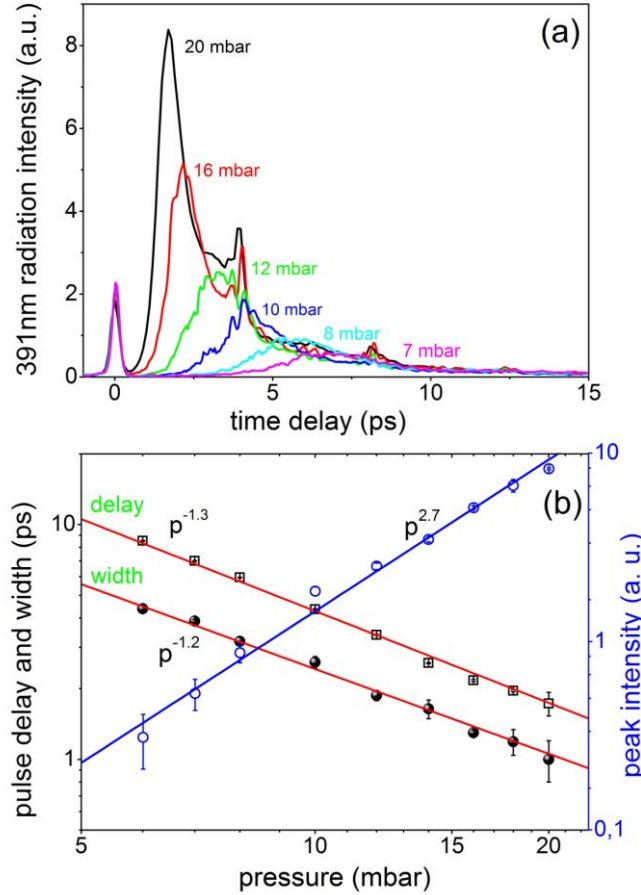 (a)
391nm radiation intensity (a.u.)
8
6
4
2
0
20 mbar
16 mbar
12 mbar
10 mbar
8 mbar
7 mbar
0 5 10 15
time delay (ps)
(b)
pulse delay and width (ps)
10
1
delay
width
p^-1.3
p^-1.2
p^2.7
10
1
0,1
peak intensity (a. u.)
5 10 15 20
pressure (mbar)